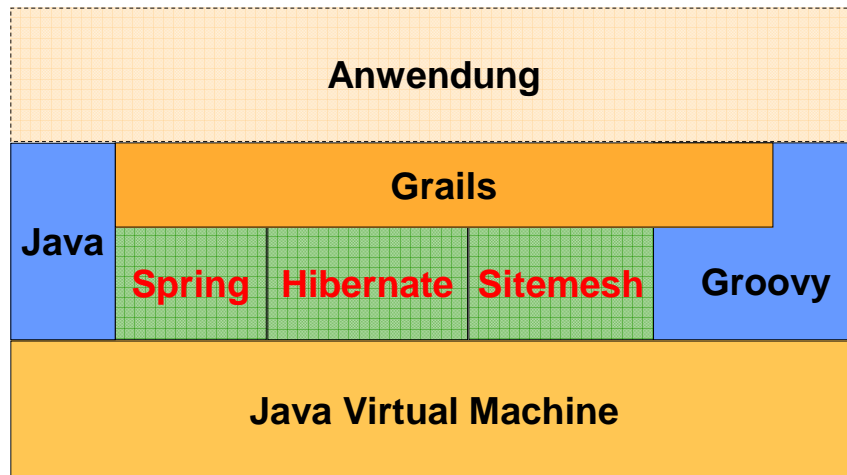 Anwendung
Grails
Java
Spring
Hibernate
Sitemesh
Groovy
Java Virtual Machine